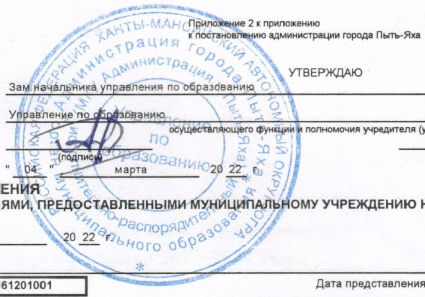 Приложение 2 к приложению
к постановлению администрации города Пыть-Яха
УТВЕРЖДАЮ
Зам.начальника управления по образованию
Управление по образованию
осуществляющего функции и полномочия учредителя (у
(подпись)
" 04 " марта 20 22 г.
ЕНИЯ
ЯМИ, ПРЕДОСТАВЛЕННЫМИ МУНИЦИПАЛЬНОМУ УЧРЕЖДЕНИЮ Н
20 22 г.
61201001 Дата представления